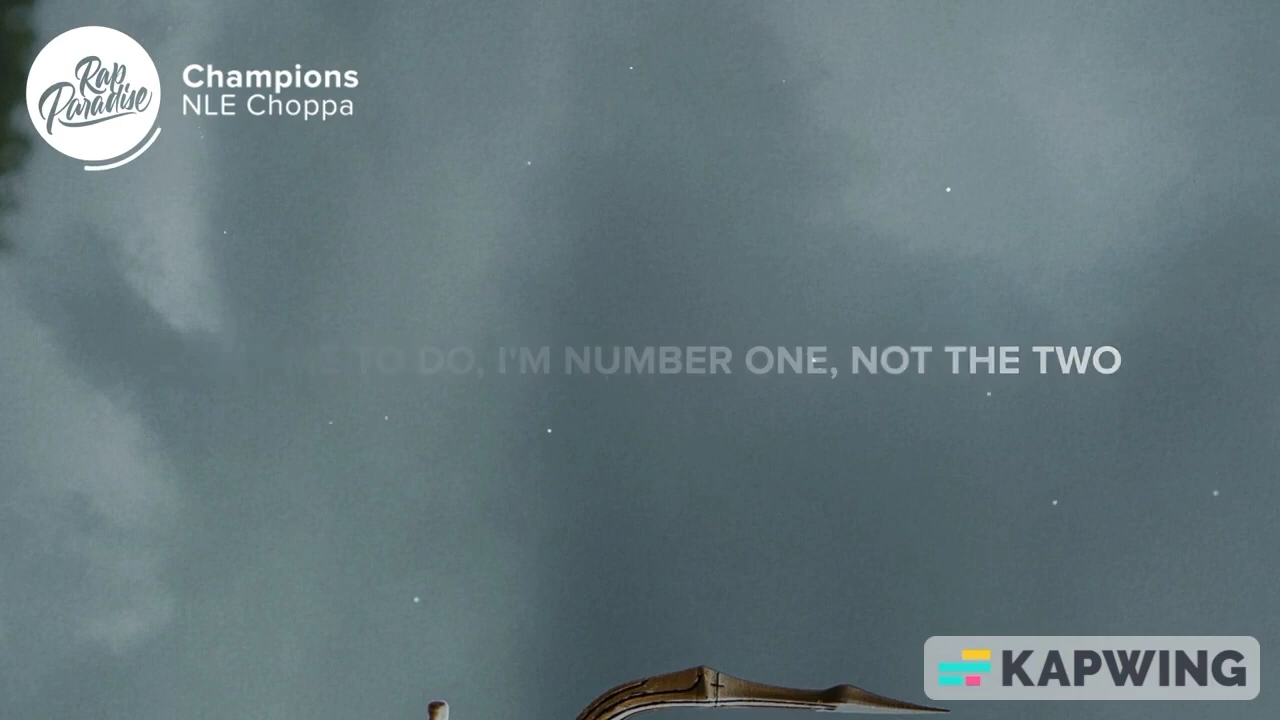 Rap
Paradise
Champions
NLE Choppa
TO DO, I'M NUMBER ONE, NOT THE TWO
KAPWING